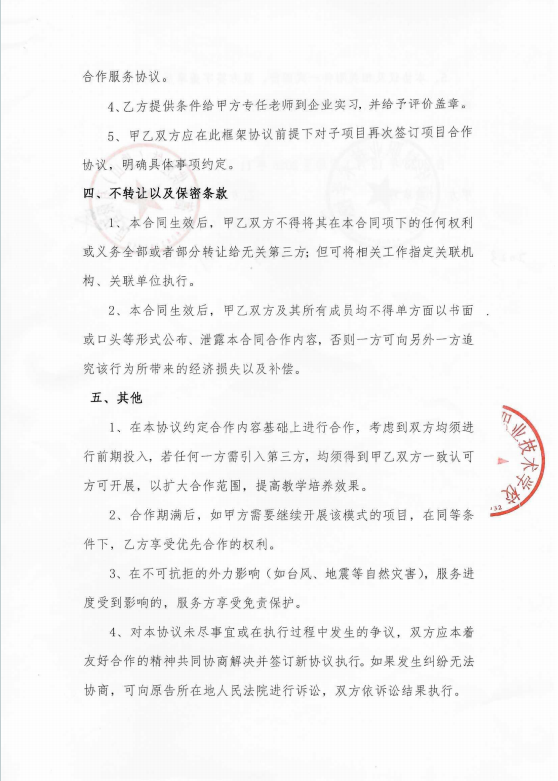 合作服务协议。
4、乙方提供条件给甲方专任老师到企业实习,并给予评价盖章。
5、甲乙双方应在此框架协议前提下对子项目再次签订项目合作
协议,明确具体事项约定。
四、不转让以及保密条款
1、本合同生效后,甲乙双方不得将其在本合同项下的任何权利
或义务全部或者部分转让给无关第三方;但可将相关工作指定关联机
构、关联单位执行。
2、本合同生效后,甲乙双方及其所有成员均不得单方面以书面
或口头等形式公布、泄露本合同合作内容,否则一方可向另外一方追
究该行为所带来的经济损失以及补偿。
五、其他
1、在本协议约定合作内容基础上进行合作,考虑到双方均须进
行前期投入,若任何一方需引入第三方,均须得到甲乙双方一致认可
方可开展,以扩大合作范围,提高教学培养效果。
2、合作期满后,如甲方需要继续开展该模式的项目,在同等条
件下,乙方享受优先合作的权利。
3、在不可抗拒的外力影响(如台风、地震等自然灾害),服务进
度受到影响的,服务方享受免责保护。
4、对本协议未尽事宜或在执行过程中发生的争议,双方应本着
友好合作的精神共同协商解决并签订新协议执行。如果发生纠纷无法
协商,可向原告所在地人民法院进行诉讼,双方依诉讼结果执行。
业技术学校